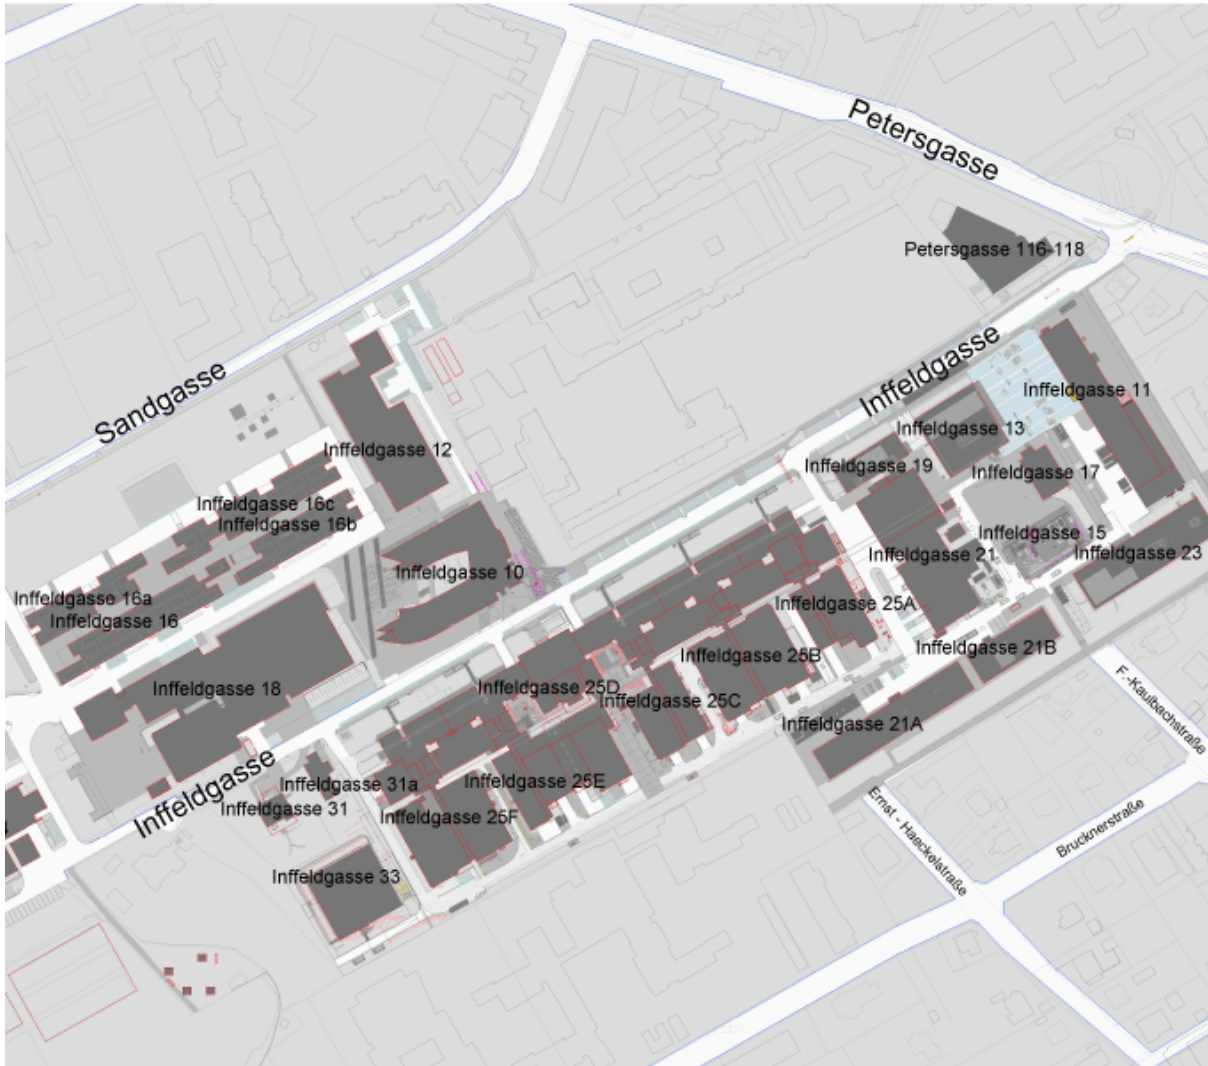 Petersgasse
Petersgasse 116-118
Inffeldgasse
Sandgasse
Inffeldgasse 11
Inffeldgasse 13
Inffeldgasse 12
Inffeldgasse 19
Inffeldgasse 17
Inffeldgasse 16c
Inffeldgasse 16b
Inffeldgasse 15
Inffeldgasse 21
Inffeldgasse 23
Inffeldgasse 10
Inffeldgasse 16a
Inffeldgasse 16
Inffeldgasse 25A
Inffeldgasse 21B
Inffeldgasse 25B
Inffeldgasse 18
Inffeldgasse 25D
Inffeldgasse 25C
F.-Kaulbachstraße
Inffeldgasse 21A
Inffeldgasse
Inffeldgasse 31a
Inffeldgasse 25E
Inffeldgasse 31
Inffeldgasse 25F
Ernst - Haeckelstraße
Brucknerstraße
Inffeldgasse 33